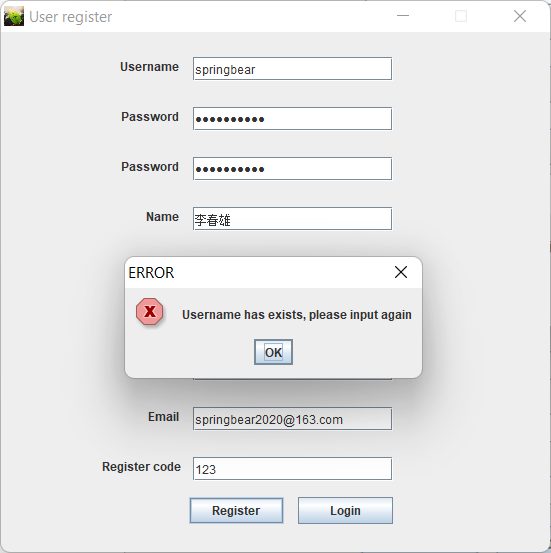 User register
Username springbear
Password ●●●●●●●●●●
Password ●●●●●●●●●●
Name 李春雄
ERROR
Username has exists, please input again
OK
Email springbear2020@163.com
Register code 123
Register Login